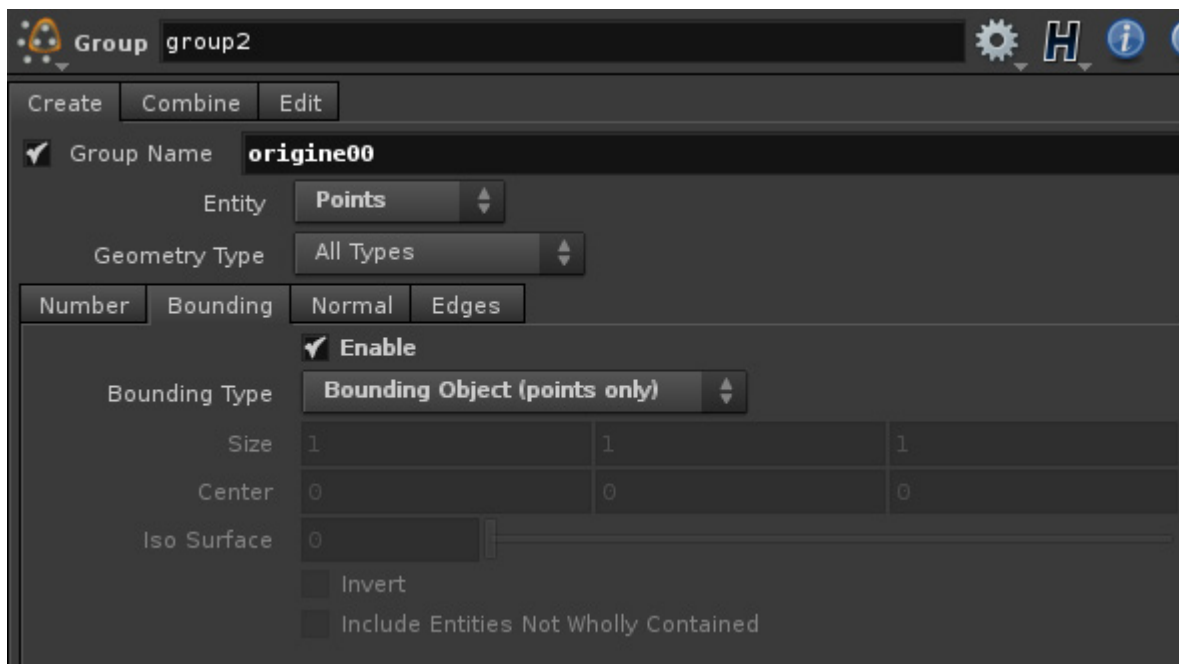 Group group2
Create Combine Edit
Group Name origine00
Entity Points
Geometry Type All Types
Number Bounding Normal Edges
Enable
Bounding Type Bounding Object (points only)
Size 1 1 1
Center 0 0 0
Iso Surface 0
Invert
Include Entities Not Wholly Contained